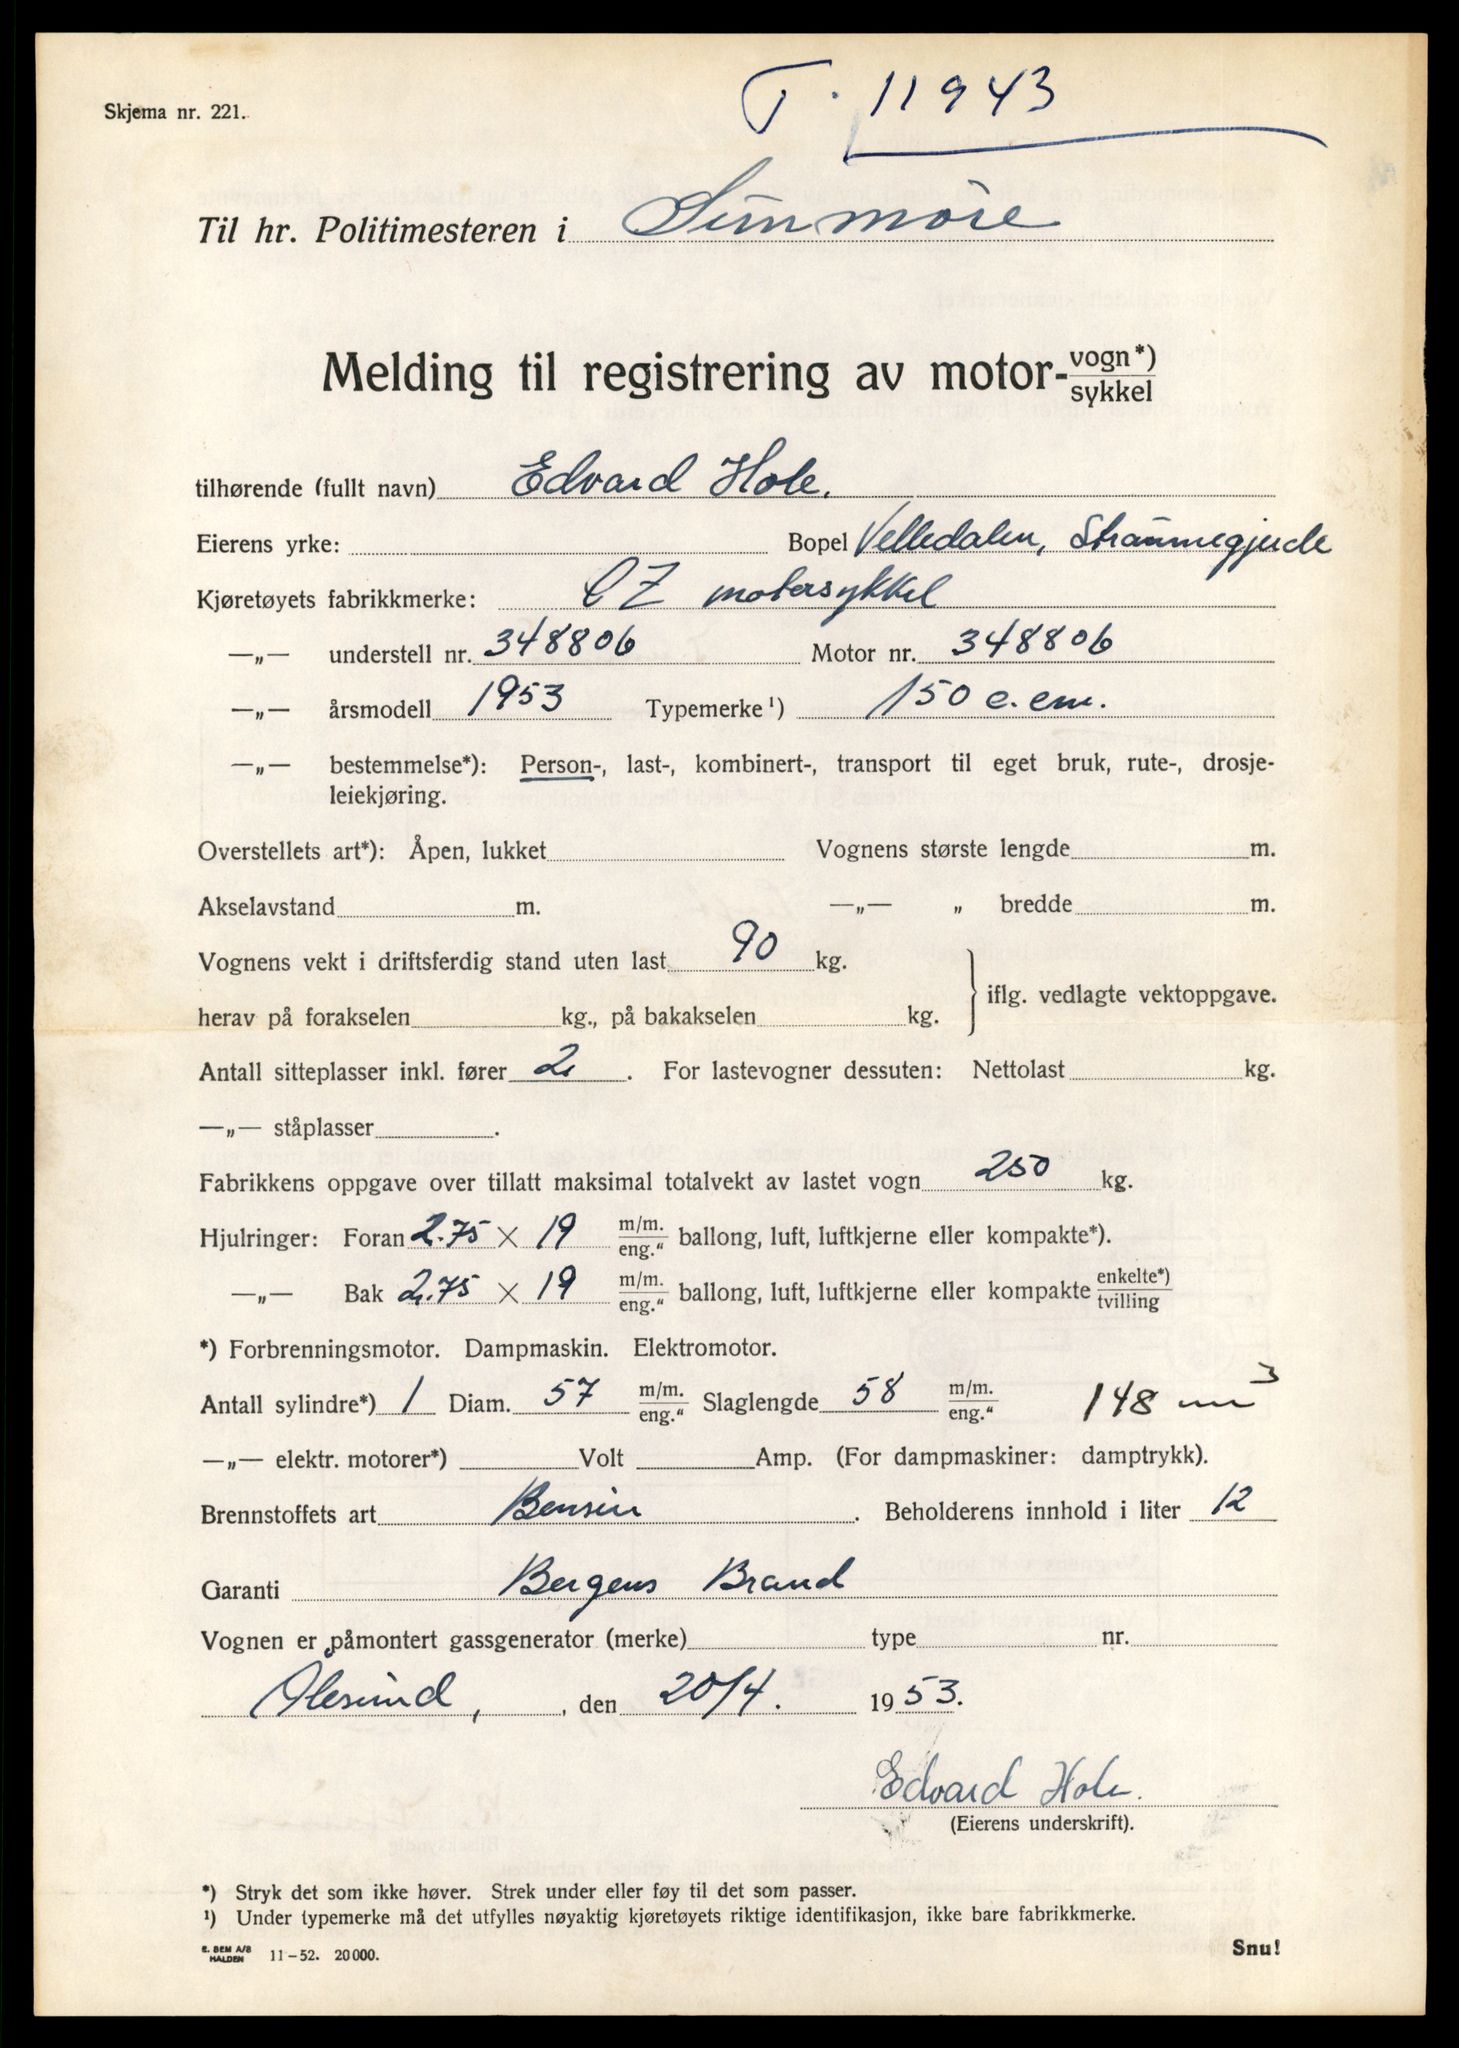 T. 11943
Skjema nr. 221.
Til hr. Politimesteren i Sunnmøre
Melding til registrering av motor-vogn*)/sykkel
tilhørende (fullt navn) Edvard Hole.
Eierens yrke: Bopel Velledalen, Straumegjerde
Kjøretøyets fabrikkmerke: CZ motorsykkel
—„— understell nr. 348806 Motor nr. 348806
—„— årsmodell 1953 Typemerke¹) 150 c. cm.
—„— bestemmelse*): Person-, last-, kombinert-, transport til eget bruk, rute-, drosje-
leiekjøring.
Overstellets art*): Åpen, lukket Vognens største lengde m.
Akselavstand m. —„— „ bredde m.
Vognens vekt i driftsferdig stand uten last 90 kg.
iflg. vedlagte vektoppgave.
herav på forakselen kg., på bakakselen kg.
Antall sitteplasser inkl. fører 2. For lastevogner dessuten: Nettolast kg.
—„— ståplasser .
Fabrikkens oppgave over tillatt maksimal totalvekt av lastet vogn 250 kg.
Hjulringer: Foran 2.75 × 19 m/m./eng.“ ballong, luft, luftkjerne eller kompakte*).
—„— Bak 2.75 × 19 m/m./eng.“ ballong, luft, luftkjerne eller kompakte enkelte*)/tvilling
*) Forbrenningsmotor. Dampmaskin. Elektromotor.
Antall sylindre*) 1 Diam. 57 m/m./eng.“ Slaglengde 58 m/m./eng.“ 148 cm³
—„— elektr. motorer*) Volt Amp. (For dampmaskiner: damptrykk).
Brennstoffets art Bensin . Beholderens innhold i liter 12
Garanti Bergens Brand
Vognen er påmontert gassgenerator (merke) type nr.
Ålesund, , den 20/4. 1953.
Edvard Hole.
(Eierens underskrift).
*) Stryk det som ikke høver. Strek under eller føy til det som passer.
¹) Under typemerke må det utfylles nøyaktig kjøretøyets riktige identifikasjon, ikke bare fabrikkmerke.
E. BEM A/S
HALDEN 11-52. 20 000.
Snu!